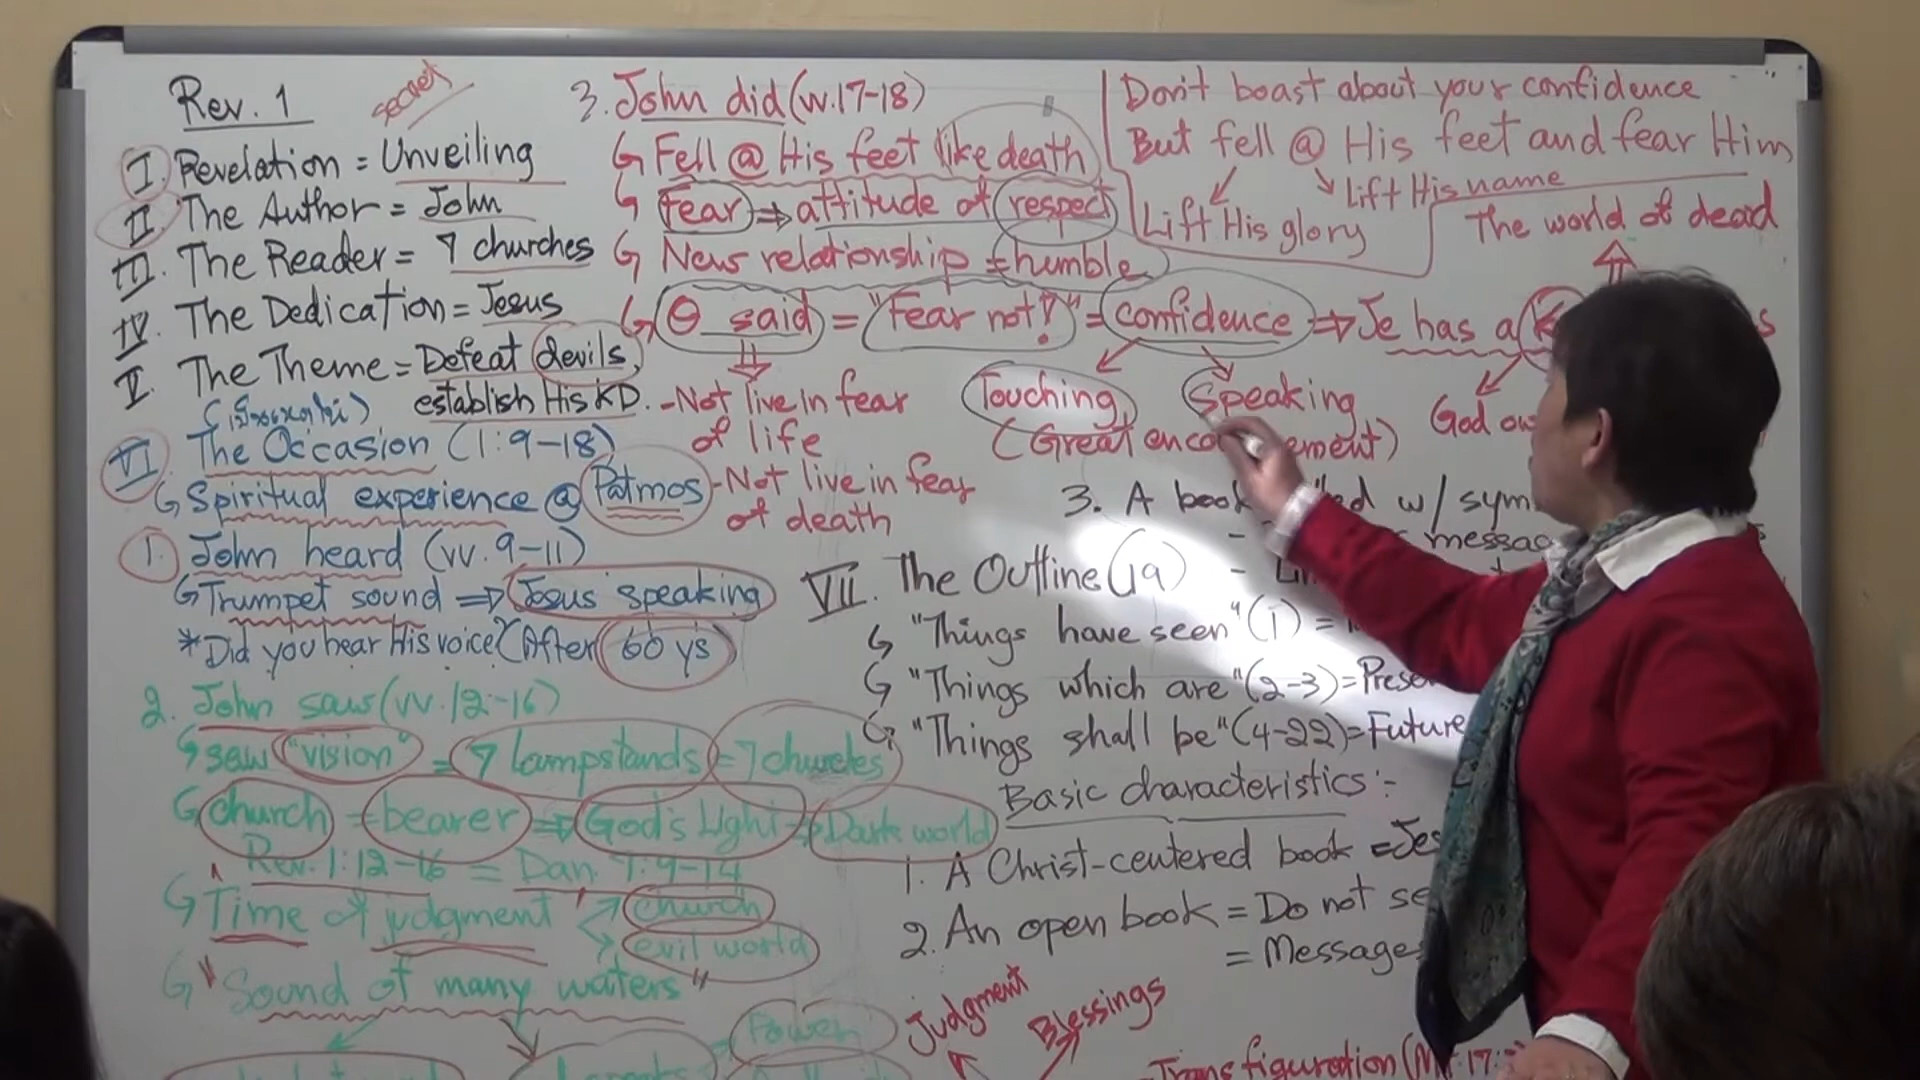 Rev. 1
secret
I. Revelation = Unveiling
II. The Author = John
III. The Reader = 7 churches
IV. The Dedication = Jesus
V. The Theme = Defeat devils,
establish His KD.
VI. The Occasion (1:9-18)
Spiritual experience @ Patmos
1. John heard (vv. 9-11)
Trumpet sound ⇒ Jesus speaking
*Did you hear His voice? (After 60 ys)
2. John saw (vv. 12-16)
saw "vision" = 7 lampstands = 7 churches
church = bearer ⇒ God's Light ⇒ Dark world
Rev. 1:12-16 = Dan. 7:9-14
Time of judgment
church
evil world
"Sound of many waters"
Power
3. John did (vv. 17-18)
Fell @ His feet like death
fear ⇒ attitude of respect
New relationship = humble
said = "Fear not!" = confidence ⇒ Je has a
-Not live in fear
of life
-Not live in fear
of death
Touching, Speaking
(Great
Don't boast about your confidence
But fell @ His feet and fear Him
Lift His name
Lift His glory
The world of dead
God
3. A book w/
VII. The Outline (19)
"Things have seen" (1) =
"Things which are" (2-3) =
"Things shall be" (4-22) = Future
Basic characteristics:-
1. A Christ-centered book =
2. An open book = Do not
= Message
Judgment
Blessings
-Transfiguration